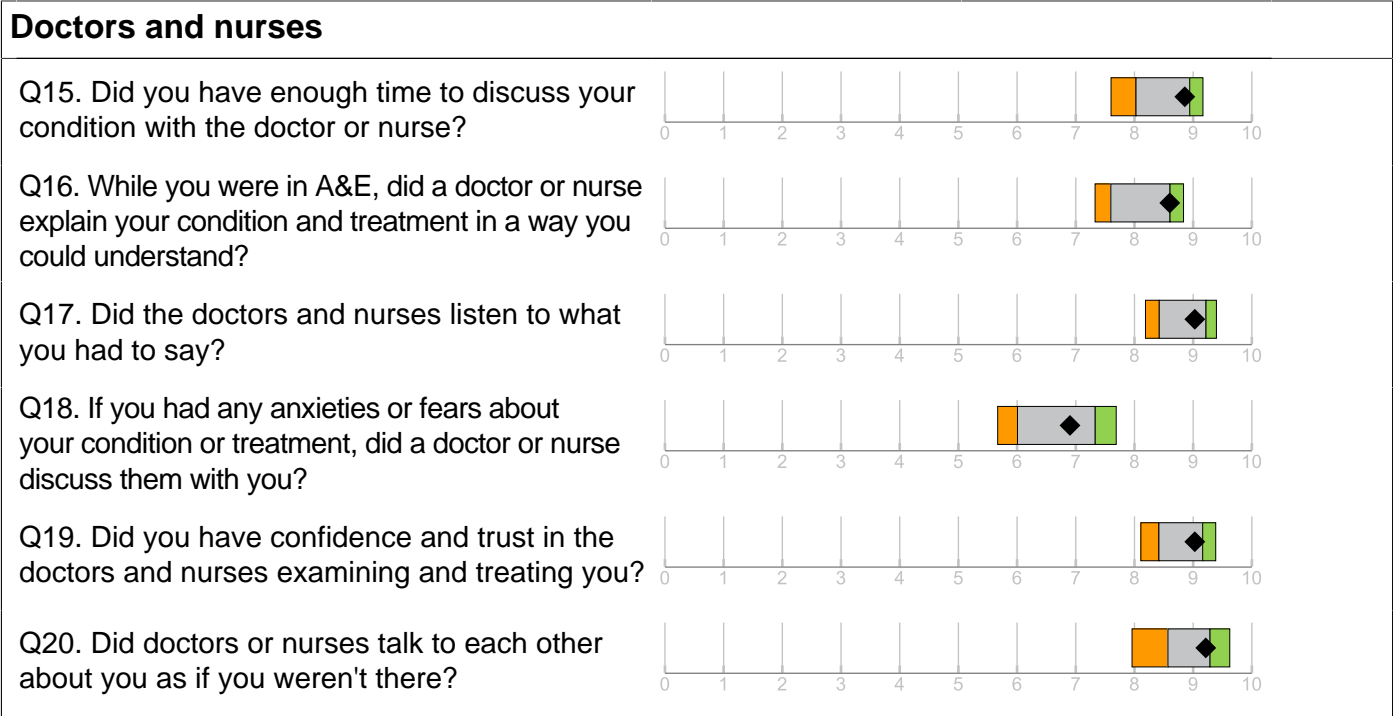 Doctors and nurses
Q15. Did you have enough time to discuss your
condition with the doctor or nurse?
0 1 2 3 4 5 6 7 8 9 10
Q16. While you were in A&E, did a doctor or nurse
explain your condition and treatment in a way you
could understand?
0 1 2 3 4 5 6 7 8 9 10
Q17. Did the doctors and nurses listen to what
you had to say?
0 1 2 3 4 5 6 7 8 9 10
Q18. If you had any anxieties or fears about
your condition or treatment, did a doctor or nurse
discuss them with you?
0 1 2 3 4 5 6 7 8 9 10
Q19. Did you have confidence and trust in the
doctors and nurses examining and treating you?
0 1 2 3 4 5 6 7 8 9 10
Q20. Did doctors or nurses talk to each other
about you as if you weren't there?
0 1 2 3 4 5 6 7 8 9 10